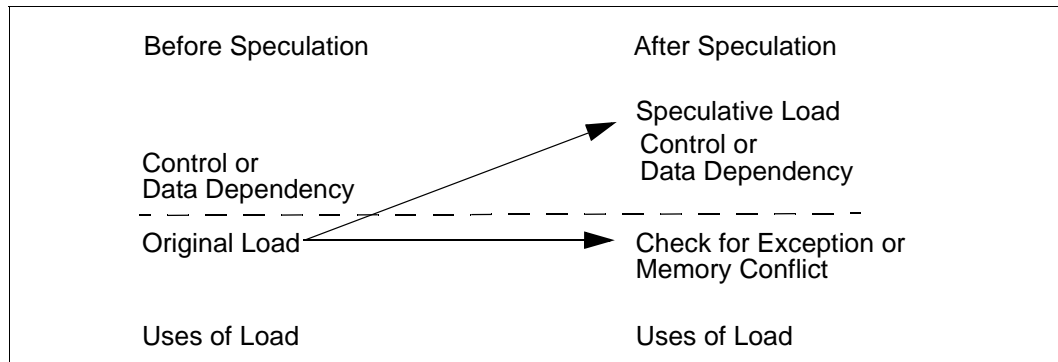 Before Speculation
After Speculation
Speculative Load
Control or
Data Dependency
Control or
Data Dependency
Original Load
Check for Exception or
Memory Conflict
Uses of Load
Uses of Load